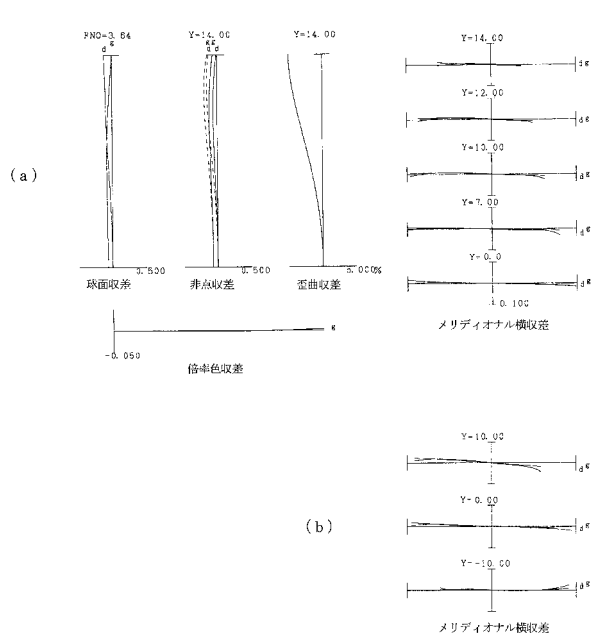 (a)
FNO=3.64
d g
Y=14.00
g g
d d
Y=14.00
0.500
球面収差
0.500
非点収差
5.000%
歪曲収差
-0.050
g
倍率色収差
Y=14.00
d g
Y=12.00
d g
Y=10.00
d g
Y=7.00
d g
Y=0.0
d g
0.100
メリディオナル横収差
(b)
Y=10.00
d g
Y=0.00
d g
Y=-10.00
d g
メリディオナル横収差